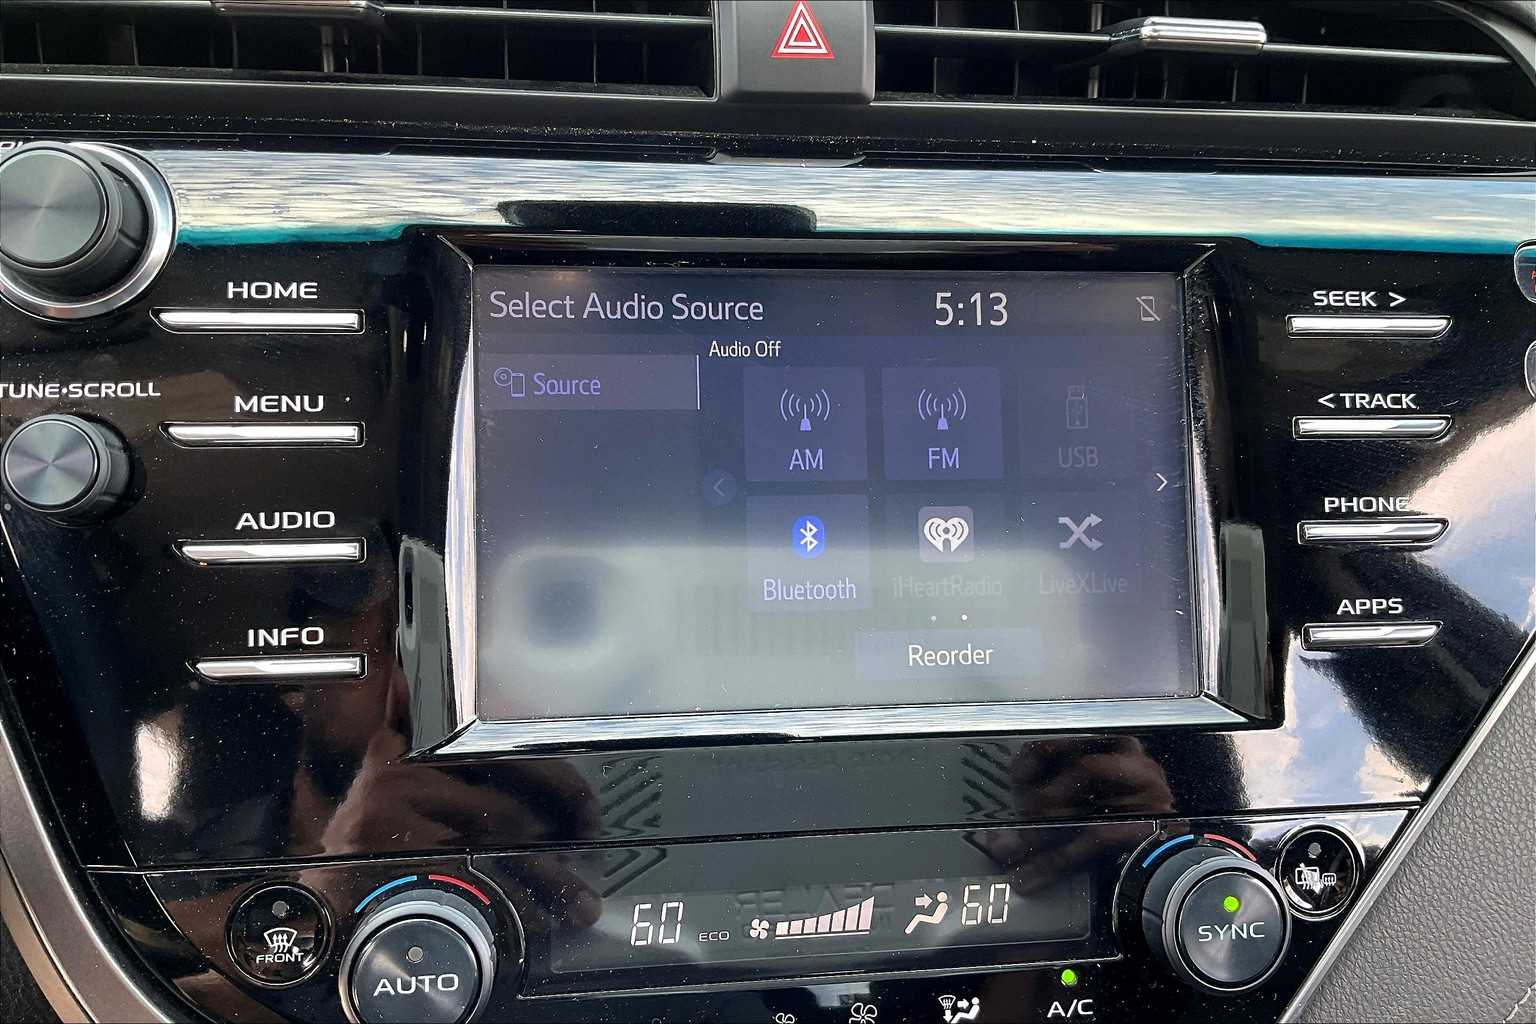 HOME
MENU
AUDIO
INFO
TUNE•SCROLL
Select Audio Source
5:13
Audio Off
Source
AM
FM
USB
Bluetooth
iHeartRadio
LiveXLive
Reorder
SEEK >
< TRACK
PHONE
APPS
60
ECO
60
FRONT
AUTO
SYNC
A/C